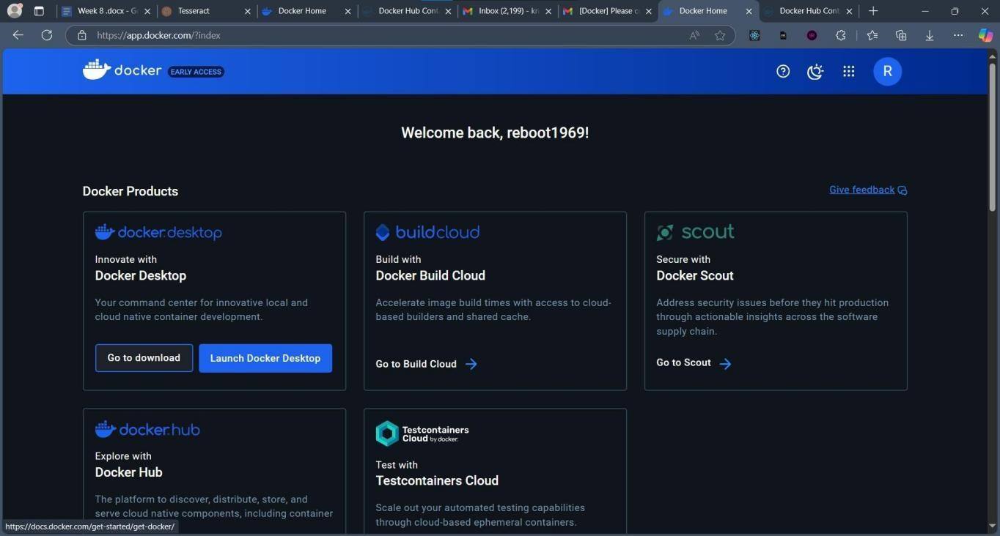 Week 8 .docx - Go
Tesseract
Docker Home
Docker Hub Cont
Inbox (2,199) - kn
[Docker] Please co
Docker Home
Docker Hub Cont
https://app.docker.com/?index
docker EARLY ACCESS
R
Welcome back, reboot1969!
Docker Products
Give feedback
docker.desktop
Innovate with
Docker Desktop
Your command center for innovative local and
cloud native container development.
Go to download
Launch Docker Desktop
buildcloud
Build with
Docker Build Cloud
Accelerate image build times with access to cloud-
based builders and shared cache.
Go to Build Cloud
scout
Secure with
Docker Scout
Address security issues before they hit production
through actionable insights across the software
supply chain.
Go to Scout
docker.hub
Explore with
Docker Hub
The platform to discover, distribute, store, and
serve cloud native components, including container
Testcontainers
Cloud by docker.
Test with
Testcontainers Cloud
Scale out your automated testing capabilities
through cloud-based ephemeral containers.
https://docs.docker.com/get-started/get-docker/